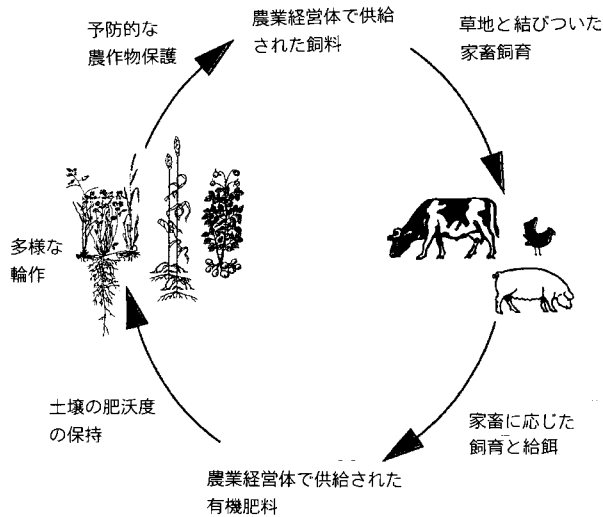 農業経営体で供給
された飼料
草地と結びついた
家畜飼育
家畜に応じた
飼育と給餌
農業経営体で供給された
有機肥料
土壌の肥沃度
の保持
多様な
輪作
予防的な
農作物保護